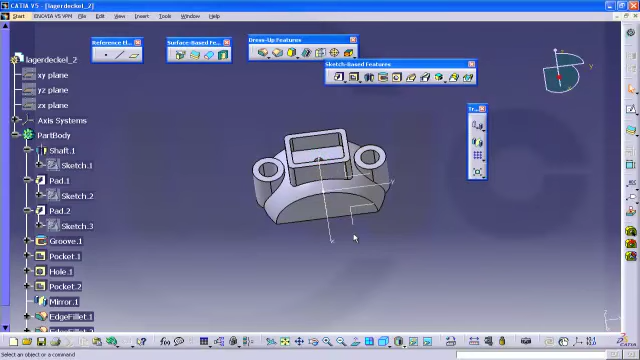 CATIA V5 - [lagerdeckel_2]
Start ENOVIA V5 VPM File Edit View Insert Tools Window Help
Reference El...
Surface-Based Fe...
Dress-Up Features
Sketch-Based Features
Tr...
lagerdeckel_2
xy plane
yz plane
zx plane
Axis Systems
PartBody
Shaft.1
Sketch.1
Pad.1
Sketch.2
Pad.2
Sketch.3
Groove.1
Pocket.1
Hole.1
Pocket.2
Mirror.1
EdgeFillet.1
Select an object or a command